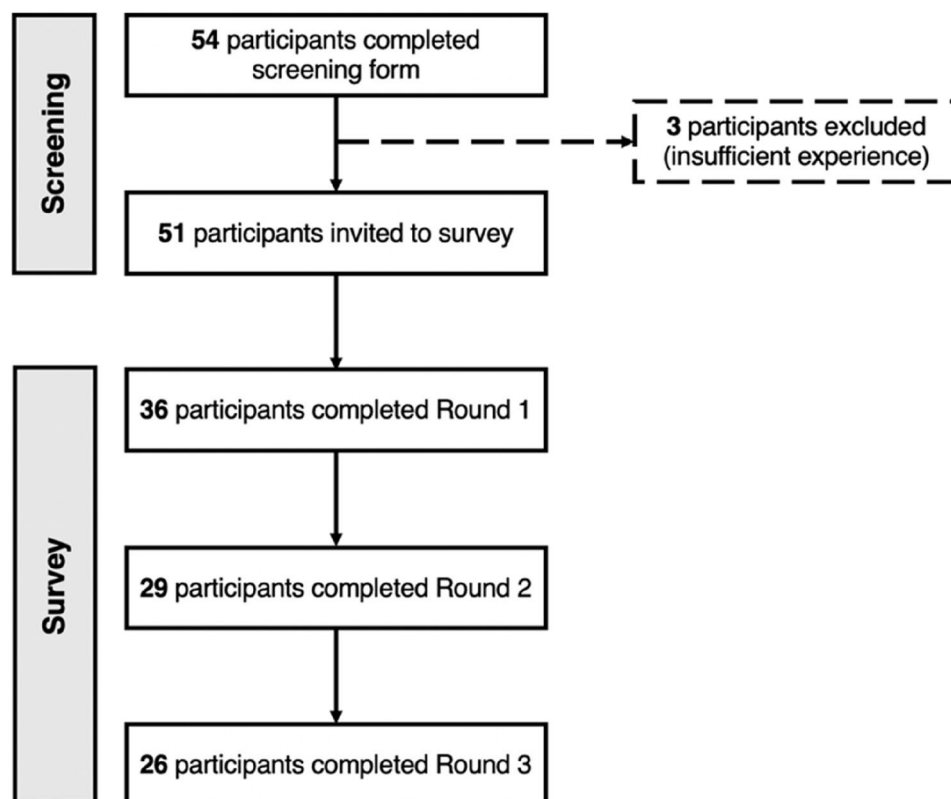 Screening
54 participants completed
screening form
3 participants excluded
(insufficient experience)
51 participants invited to survey
Survey
36 participants completed Round 1
29 participants completed Round 2
26 participants completed Round 3